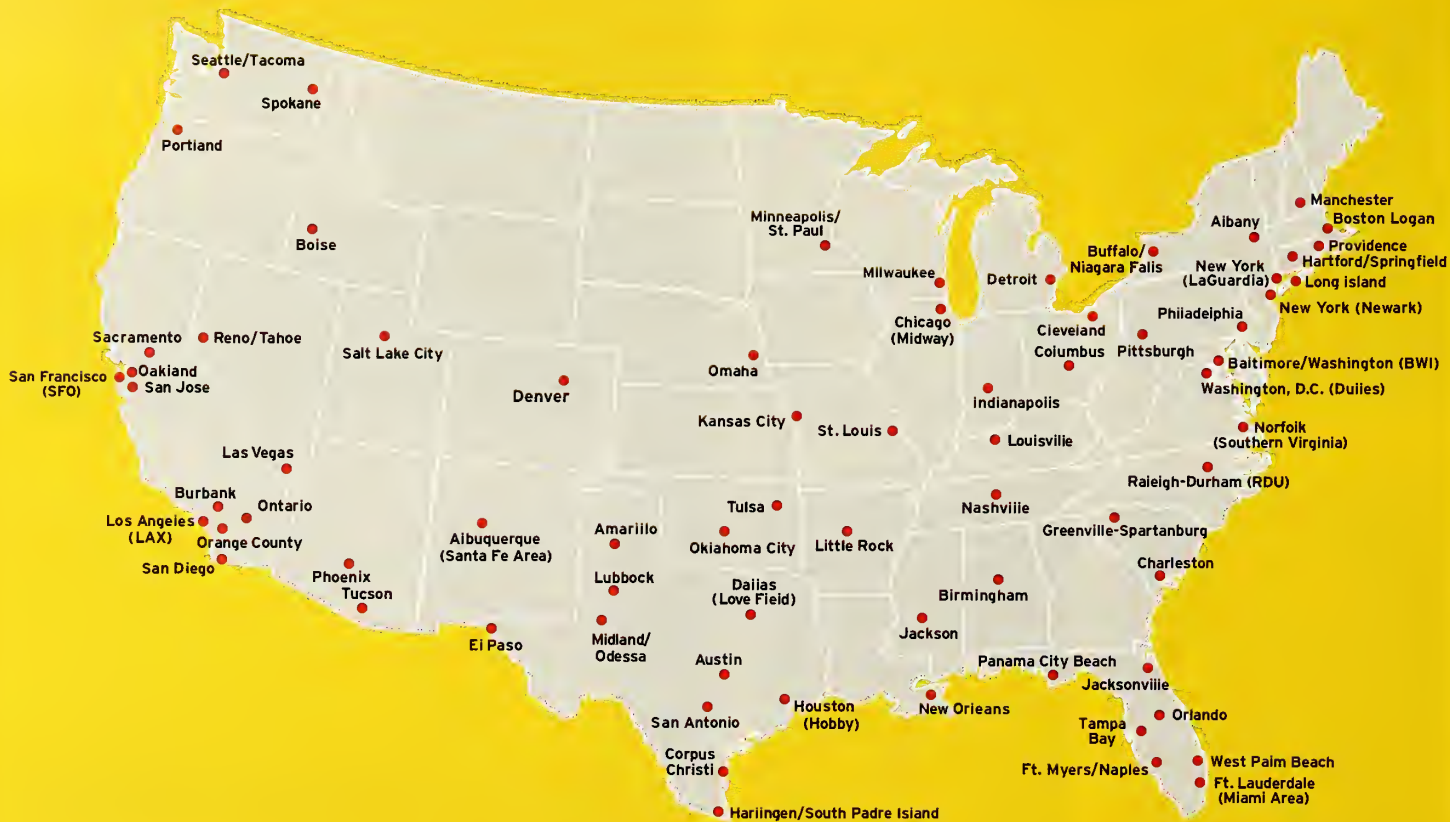 Seattle/Tacoma
Spokane
Portland
Boise
Minneapolis/
St. Paul
Milwaukee
Detroit
Buffalo/
Niagara Falls
Albany
Manchester
Boston Logan
Providence
Hartford/Springfield
New York
(LaGuardia)
Long island
New York (Newark)
Chicago
(Midway)
Cleveland
Philadelphia
Sacramento
Reno/Tahoe
Salt Lake City
Columbus
Pittsburgh
Baltimore/Washington (BWI)
San Francisco
(SFO)
Oakland
San Jose
Denver
Omaha
Washington, D.C. (Dulles)
indianapolis
Kansas City
St. Louis
Louisville
Norfolk
(Southern Virginia)
Las Vegas
Raleigh-Durham (RDU)
Burbank
Ontario
Los Angeles
(LAX)
Orange County
San Diego
Albuquerque
(Santa Fe Area)
Amarillo
Tulsa
Oklahoma City
Little Rock
Nashville
Greenville-Spartanburg
Charleston
Phoenix
Tucson
Lubbock
Dallas
(Love Field)
Birmingham
El Paso
Midland/
Odessa
Jackson
Austin
Panama City Beach
Jacksonville
San Antonio
Houston
(Hobby)
New Orleans
Orlando
Tampa
Bay
Corpus
Christi
Ft. Myers/Naples
West Palm Beach
Ft. Lauderdale
(Miami Area)
Harlingen/South Padre Island